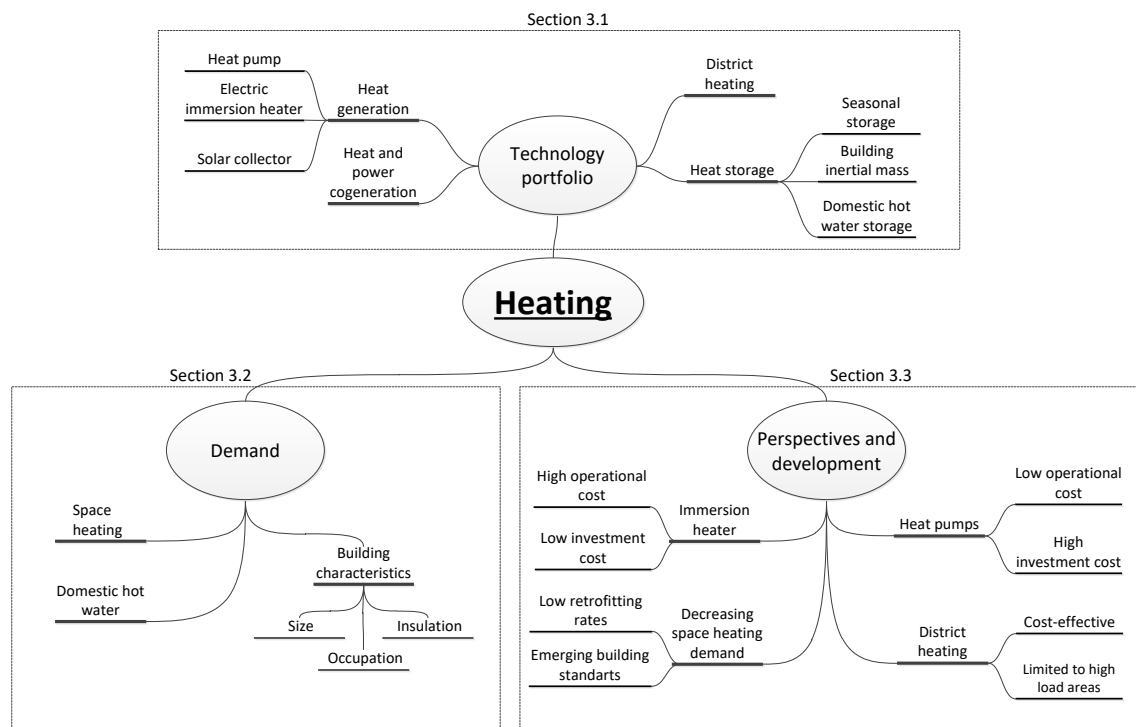 Section 3.1
Heat pump
Electric
immersion heater
Solar collector
Heat
generation
Heat and
power
cogeneration
Technology
portfolio
District
heating
Heat storage
Seasonal
storage
Building
inertial mass
Domestic hot
water storage
Heating
Section 3.2
Demand
Space
heating
Domestic hot
water
Building
characteristics
Size
Insulation
Occupation
Section 3.3
Perspectives and
development
High operational
cost
Low investment
cost
Immersion
heater
Heat pumps
Low operational
cost
High
investment cost
Low retrofitting
rates
Emerging building
standarts
Decreasing
space heating
demand
District
heating
Cost-effective
Limited to high
load areas